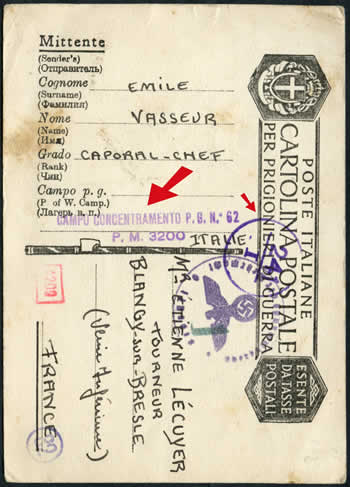 Mittente
(Sender's)
(Отправитель)
Cognome EMILE
(Surname)
(Фамилия)
Nome VASSEUR
(Name)
(Имя)
Grado CAPORAL-CHEF
(Rank)
(Чин)
Campo p. g.
(P. of W. Camp.)
(Лагерь в. п.)
CAMPO CONCENTRAMENTO P. G. N.° 62
P. M. 3200 ITALIE
POSTE ITALIANE
CARTOLINA POSTALE
PER PRIGIONIERI DI GUERRA
ESENTE
DA TASSE
POSTALI
ETIENNE LÉCUYER
TOURNEUR
BLANGY-sur-BRESLE
(Seine Inférieure)
FRANCE